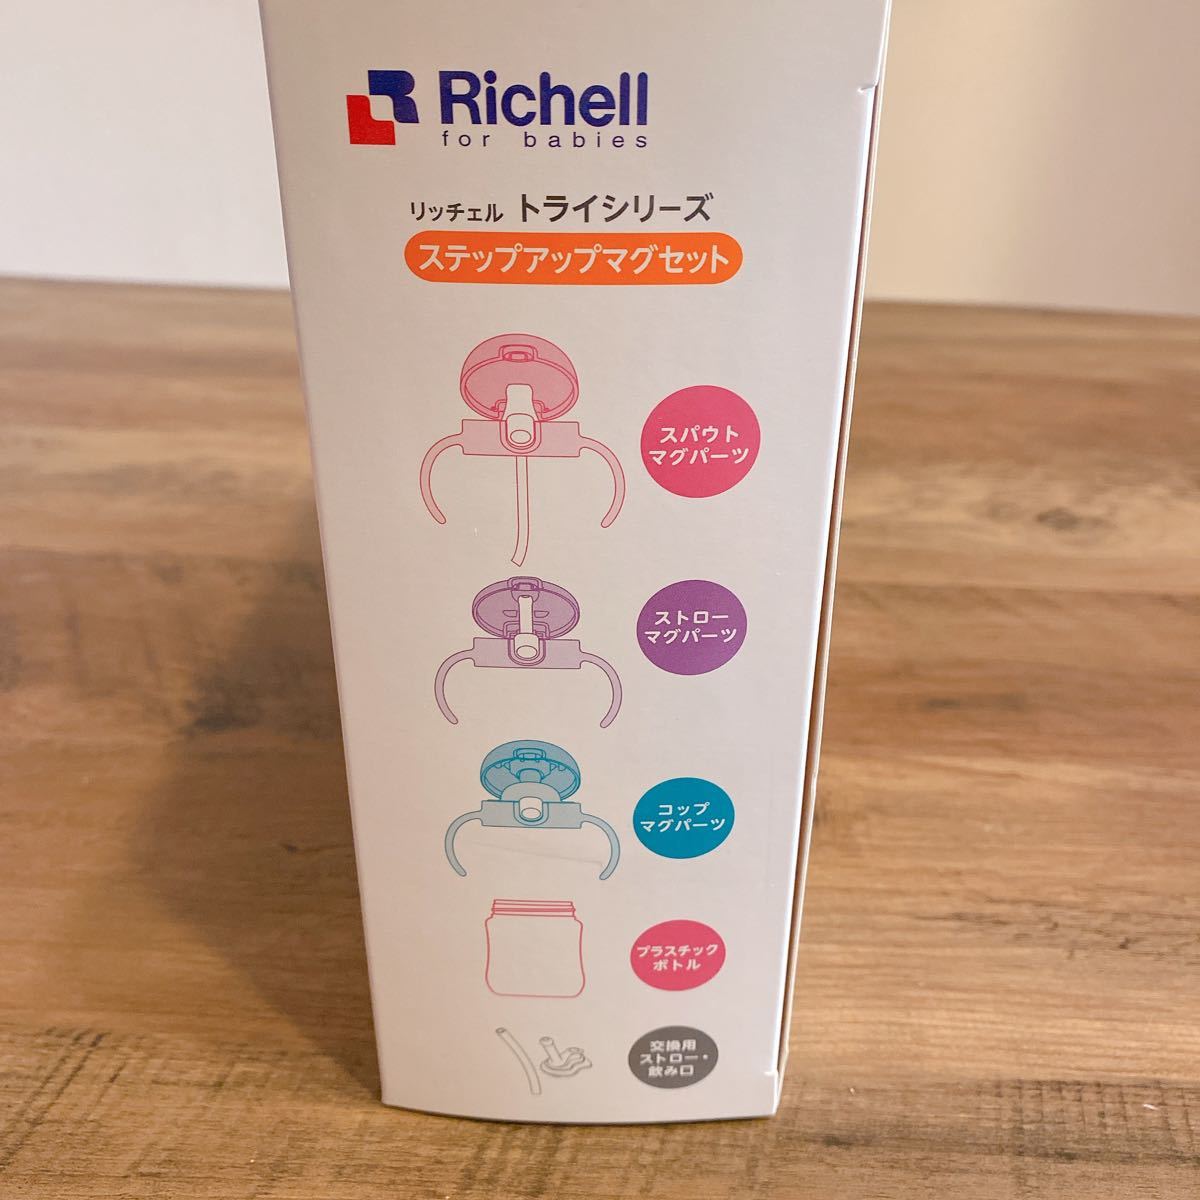 Richell
for babies
リッチェル トライシリーズ
ステップアップマグセット
スパウト
マグパーツ
ストロー
マグパーツ
コップ
マグパーツ
プラスチック
ボトル
交換用
ストロー・
飲み口